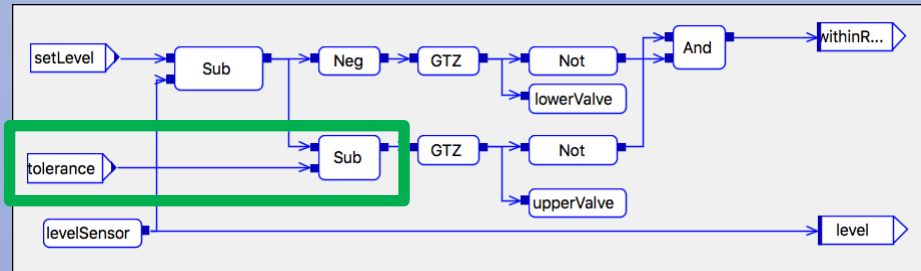 setLevel
Sub
Neg
GTZ
Not
And
withinR...
lowerValve
tolerance
Sub
GTZ
Not
upperValve
levelSensor
level